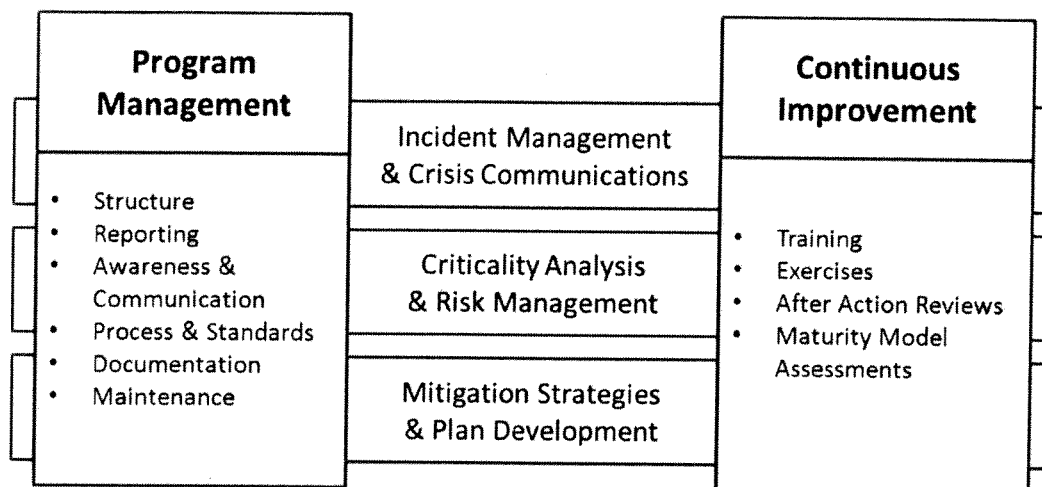 Program
Management
• Structure
• Reporting
• Awareness &
Communication
• Process & Standards
• Documentation
• Maintenance
Incident Management
& Crisis Communications
Criticality Analysis
& Risk Management
Mitigation Strategies
& Plan Development
Continuous
Improvement
• Training
• Exercises
• After Action Reviews
• Maturity Model
Assessments